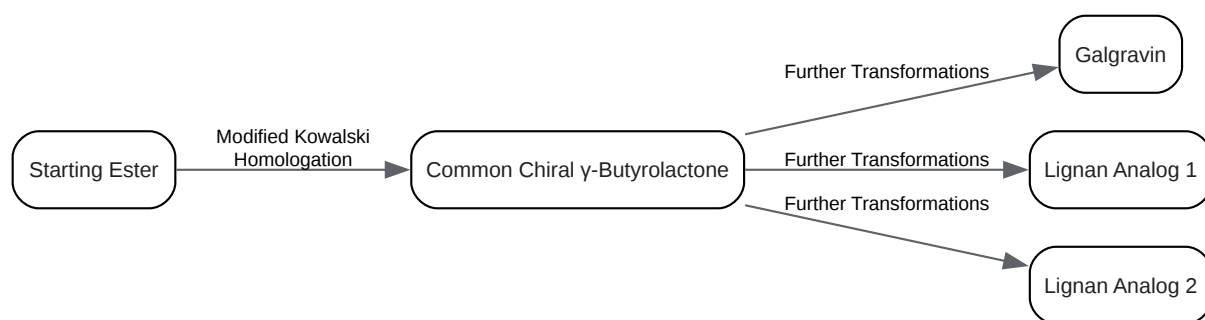 Starting Ester
Modified Kowalski
Homologation
Common Chiral γ-Butyrolactone
Further Transformations
Galgravin
Further Transformations
Lignan Analog 1
Further Transformations
Lignan Analog 2